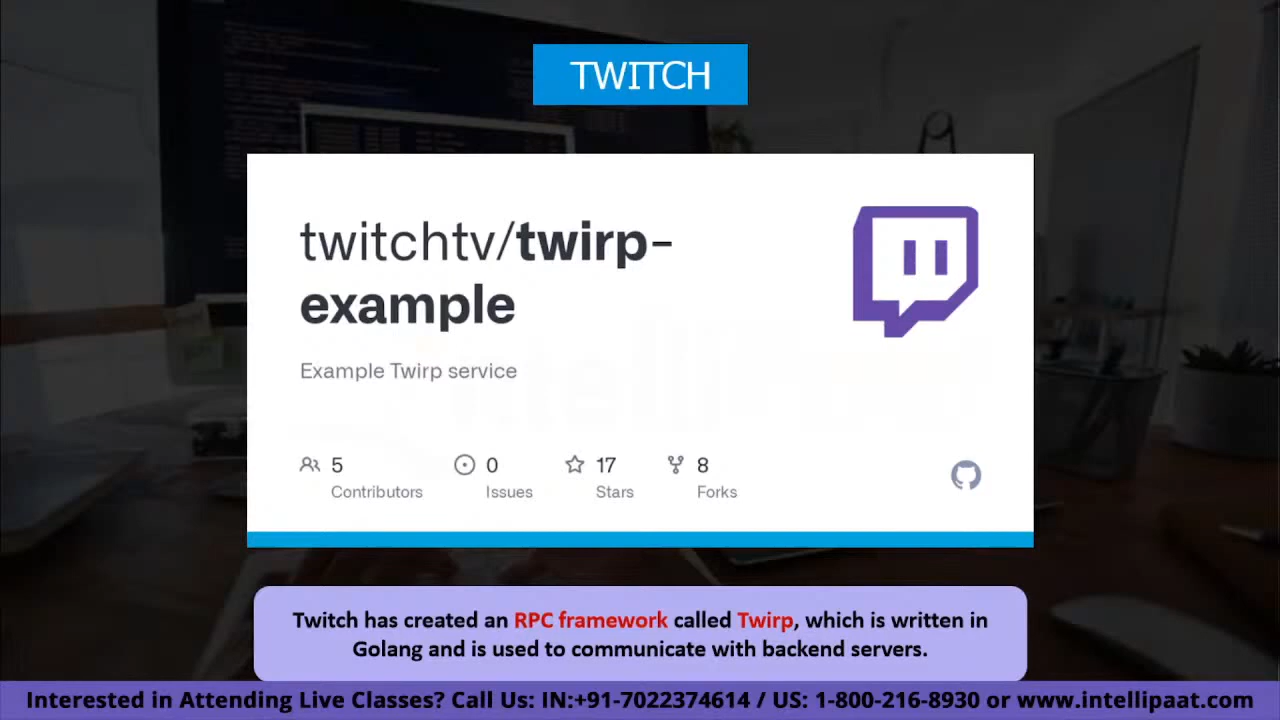 TWITCH
twitchtv/twirp-
example
Example Twirp service
5 0 17 8
Contributors Issues Stars Forks
Twitch has created an RPC framework called Twirp, which is written in
Golang and is used to communicate with backend servers.
Interested in Attending Live Classes? Call Us: IN:+91-7022374614 / US: 1-800-216-8930 or www.intellipaat.com